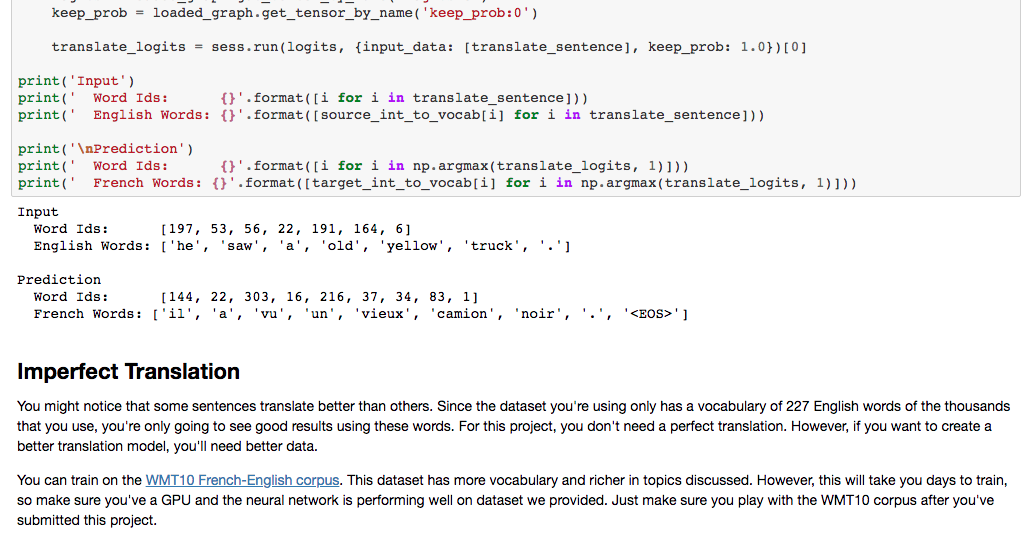 keep_prob = loaded_graph.get_tensor_by_name('keep_prob:0')
translate_logits = sess.run(logits, {input_data: [translate_sentence], keep_prob: 1.0})[0]
print('Input')
print('  Word Ids:      {}'.format([i for i in translate_sentence]))
print('  English Words: {}'.format([source_int_to_vocab[i] for i in translate_sentence]))
print('\nPrediction')
print('  Word Ids:      {}'.format([i for i in np.argmax(translate_logits, 1)]))
print('  French Words: {}'.format([target_int_to_vocab[i] for i in np.argmax(translate_logits, 1)]))
Input
  Word Ids:      [197, 53, 56, 22, 191, 164, 6]
  English Words: ['he', 'saw', 'a', 'old', 'yellow', 'truck', '.']
Prediction
  Word Ids:      [144, 22, 303, 16, 216, 37, 34, 83, 1]
  French Words: ['il', 'a', 'vu', 'un', 'vieux', 'camion', 'noir', '.', '<EOS>']
Imperfect Translation
You might notice that some sentences translate better than others. Since the dataset you're using only has a vocabulary of 227 English words of the thousands
that you use, you're only going to see good results using these words. For this project, you don't need a perfect translation. However, if you want to create a
better translation model, you'll need better data.
You can train on the WMT10 French-English corpus. This dataset has more vocabulary and richer in topics discussed. However, this will take you days to train,
so make sure you've a GPU and the neural network is performing well on dataset we provided. Just make sure you play with the WMT10 corpus after you've
submitted this project.